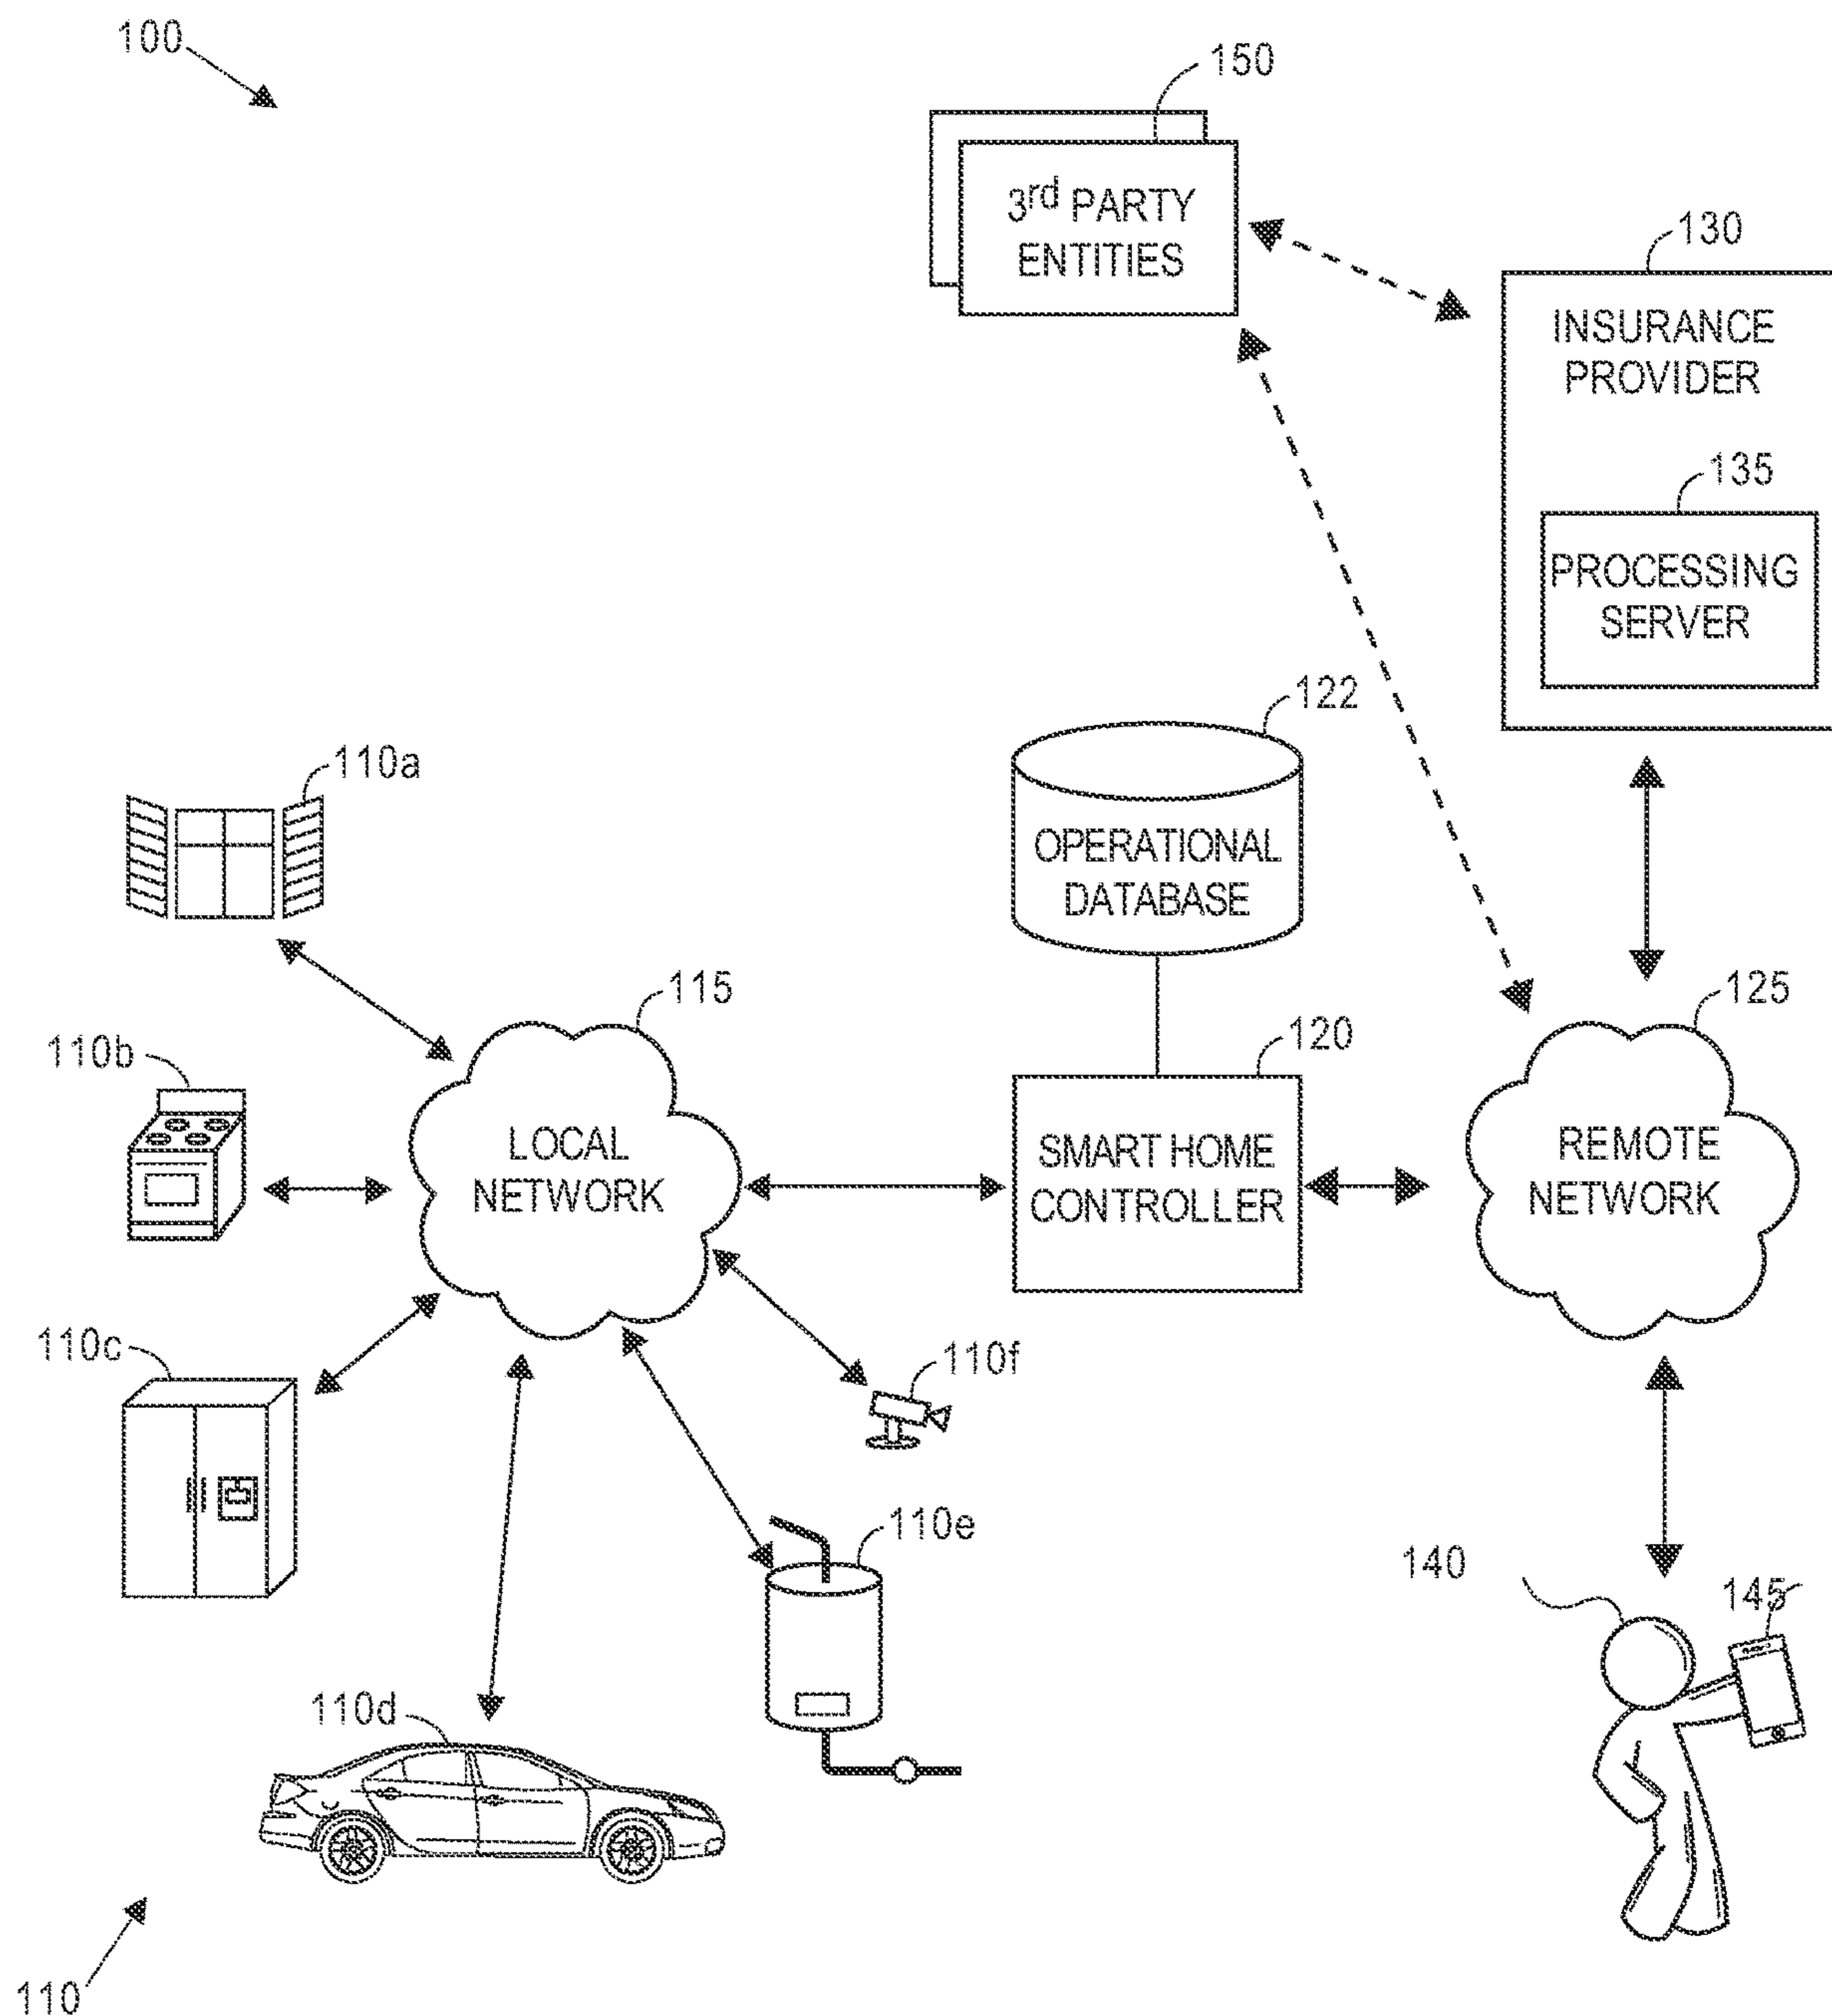 100
150
3rd PARTY
ENTITIES
130
INSURANCE
PROVIDER
135
PROCESSING
SERVER
122
OPERATIONAL
DATABASE
110a
115
125
110b
120
LOCAL
NETWORK
SMART HOME
CONTROLLER
REMOTE
NETWORK
110c
110f
110e
140
145
110d
110